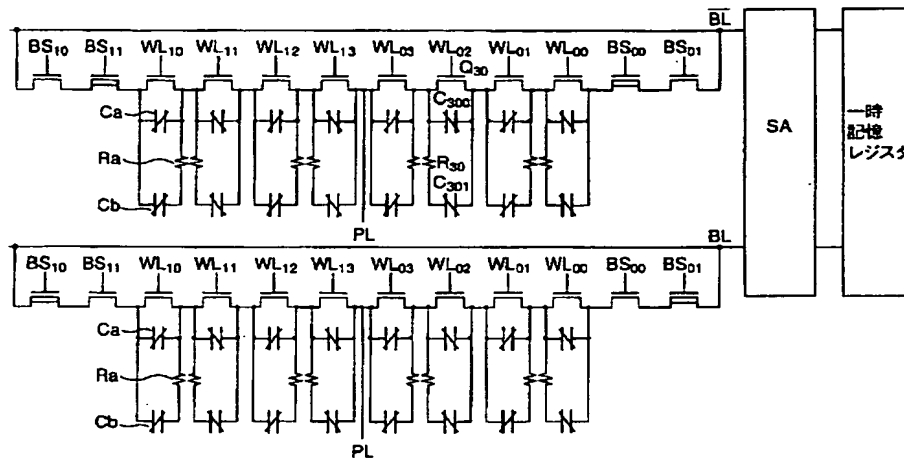 B̅L̅
BS₁₀ BS₁₁ WL₁₀ WL₁₁ WL₁₂ WL₁₃ WL₀₃ WL₀₂ WL₀₁ WL₀₀ BS₀₀ BS₀₁
Q₃₀
Ca
C₃₀₀
Ra
R₃₀
C₃₀₁
Cb
PL
SA
一時
記憶
レジスタ
BL
BS₁₀ BS₁₁ WL₁₀ WL₁₁ WL₁₂ WL₁₃ WL₀₃ WL₀₂ WL₀₁ WL₀₀ BS₀₀ BS₀₁
Ca
Ra
Cb
PL